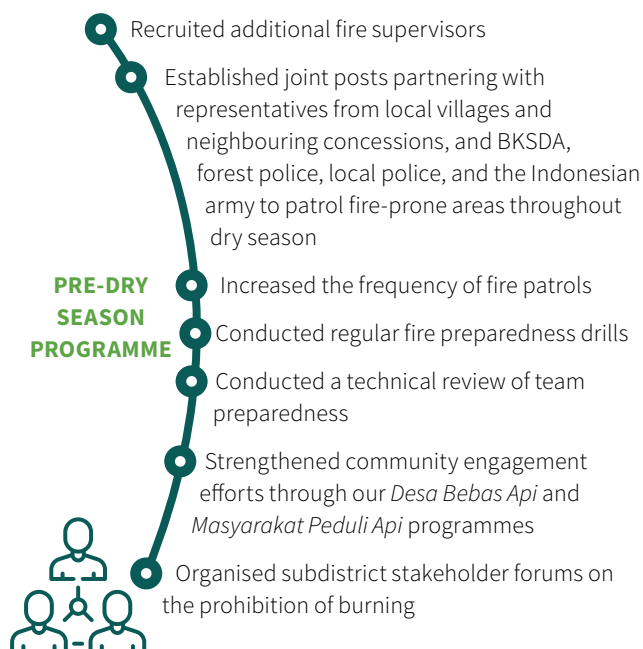 Recruited additional fire supervisors
Established joint posts partnering with
representatives from local villages and
neighbouring concessions, and BKSDA,
forest police, local police, and the Indonesian
army to patrol fire-prone areas throughout
dry season
PRE-DRY
SEASON
PROGRAMME
Increased the frequency of fire patrols
Conducted regular fire preparedness drills
Conducted a technical review of team
preparedness
Strengthened community engagement
efforts through our Desa Bebas Api and
Masyarakat Peduli Api programmes
Organised subdistrict stakeholder forums on
the prohibition of burning